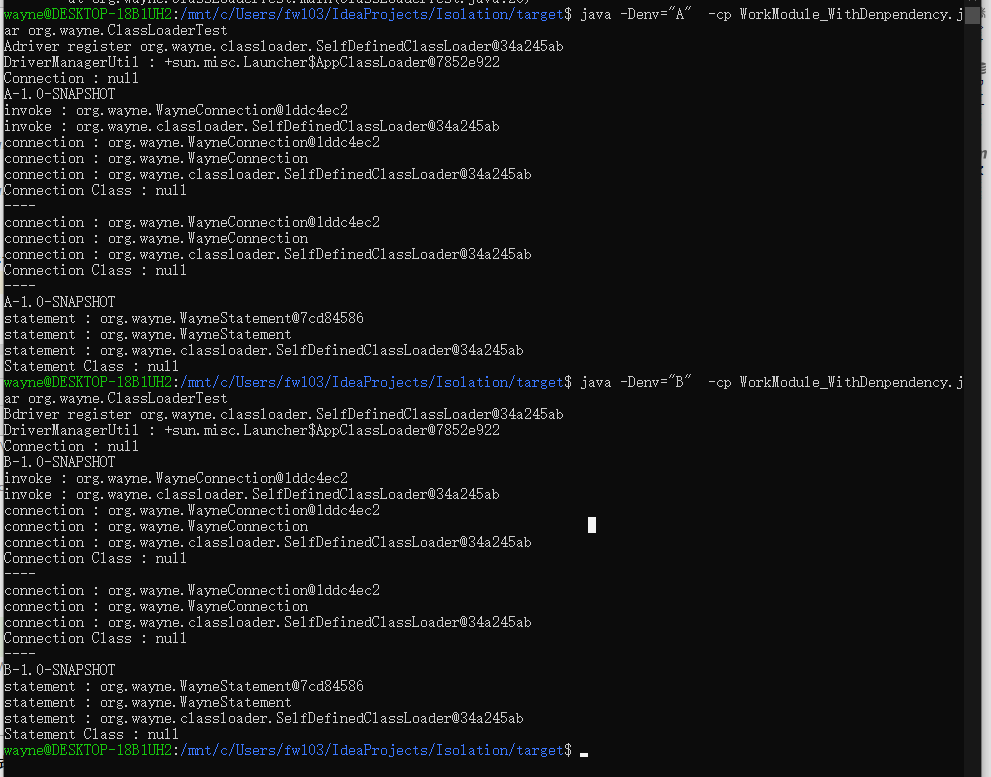 wayne@DESKTOP-18B1UH2:/mnt/c/Users/fw103/IdeaProjects/Isolation/target$ java -Denv="A"  -cp WorkModule_WithDenpendency.j
ar org.wayne.ClassLoaderTest
Adriver register org.wayne.classloader.SelfDefinedClassLoader@34a245ab
DriverManagerUtil : +sun.misc.Launcher$AppClassLoader@7852e922
Connection : null
A-1.0-SNAPSHOT
invoke : org.wayne.WayneConnection@1ddc4ec2
invoke : org.wayne.classloader.SelfDefinedClassLoader@34a245ab
connection : org.wayne.WayneConnection@1ddc4ec2
connection : org.wayne.WayneConnection
connection : org.wayne.classloader.SelfDefinedClassLoader@34a245ab
Connection Class : null
----
connection : org.wayne.WayneConnection@1ddc4ec2
connection : org.wayne.WayneConnection
connection : org.wayne.classloader.SelfDefinedClassLoader@34a245ab
Connection Class : null
----
A-1.0-SNAPSHOT
statement : org.wayne.WayneStatement@7cd84586
statement : org.wayne.WayneStatement
statement : org.wayne.classloader.SelfDefinedClassLoader@34a245ab
Statement Class : null
wayne@DESKTOP-18B1UH2:/mnt/c/Users/fw103/IdeaProjects/Isolation/target$ java -Denv="B"  -cp WorkModule_WithDenpendency.j
ar org.wayne.ClassLoaderTest
Bdriver register org.wayne.classloader.SelfDefinedClassLoader@34a245ab
DriverManagerUtil : +sun.misc.Launcher$AppClassLoader@7852e922
Connection : null
B-1.0-SNAPSHOT
invoke : org.wayne.WayneConnection@1ddc4ec2
invoke : org.wayne.classloader.SelfDefinedClassLoader@34a245ab
connection : org.wayne.WayneConnection@1ddc4ec2
connection : org.wayne.WayneConnection
connection : org.wayne.classloader.SelfDefinedClassLoader@34a245ab
Connection Class : null
----
connection : org.wayne.WayneConnection@1ddc4ec2
connection : org.wayne.WayneConnection
connection : org.wayne.classloader.SelfDefinedClassLoader@34a245ab
Connection Class : null
----
B-1.0-SNAPSHOT
statement : org.wayne.WayneStatement@7cd84586
statement : org.wayne.WayneStatement
statement : org.wayne.classloader.SelfDefinedClassLoader@34a245ab
Statement Class : null
wayne@DESKTOP-18B1UH2:/mnt/c/Users/fw103/IdeaProjects/Isolation/target$